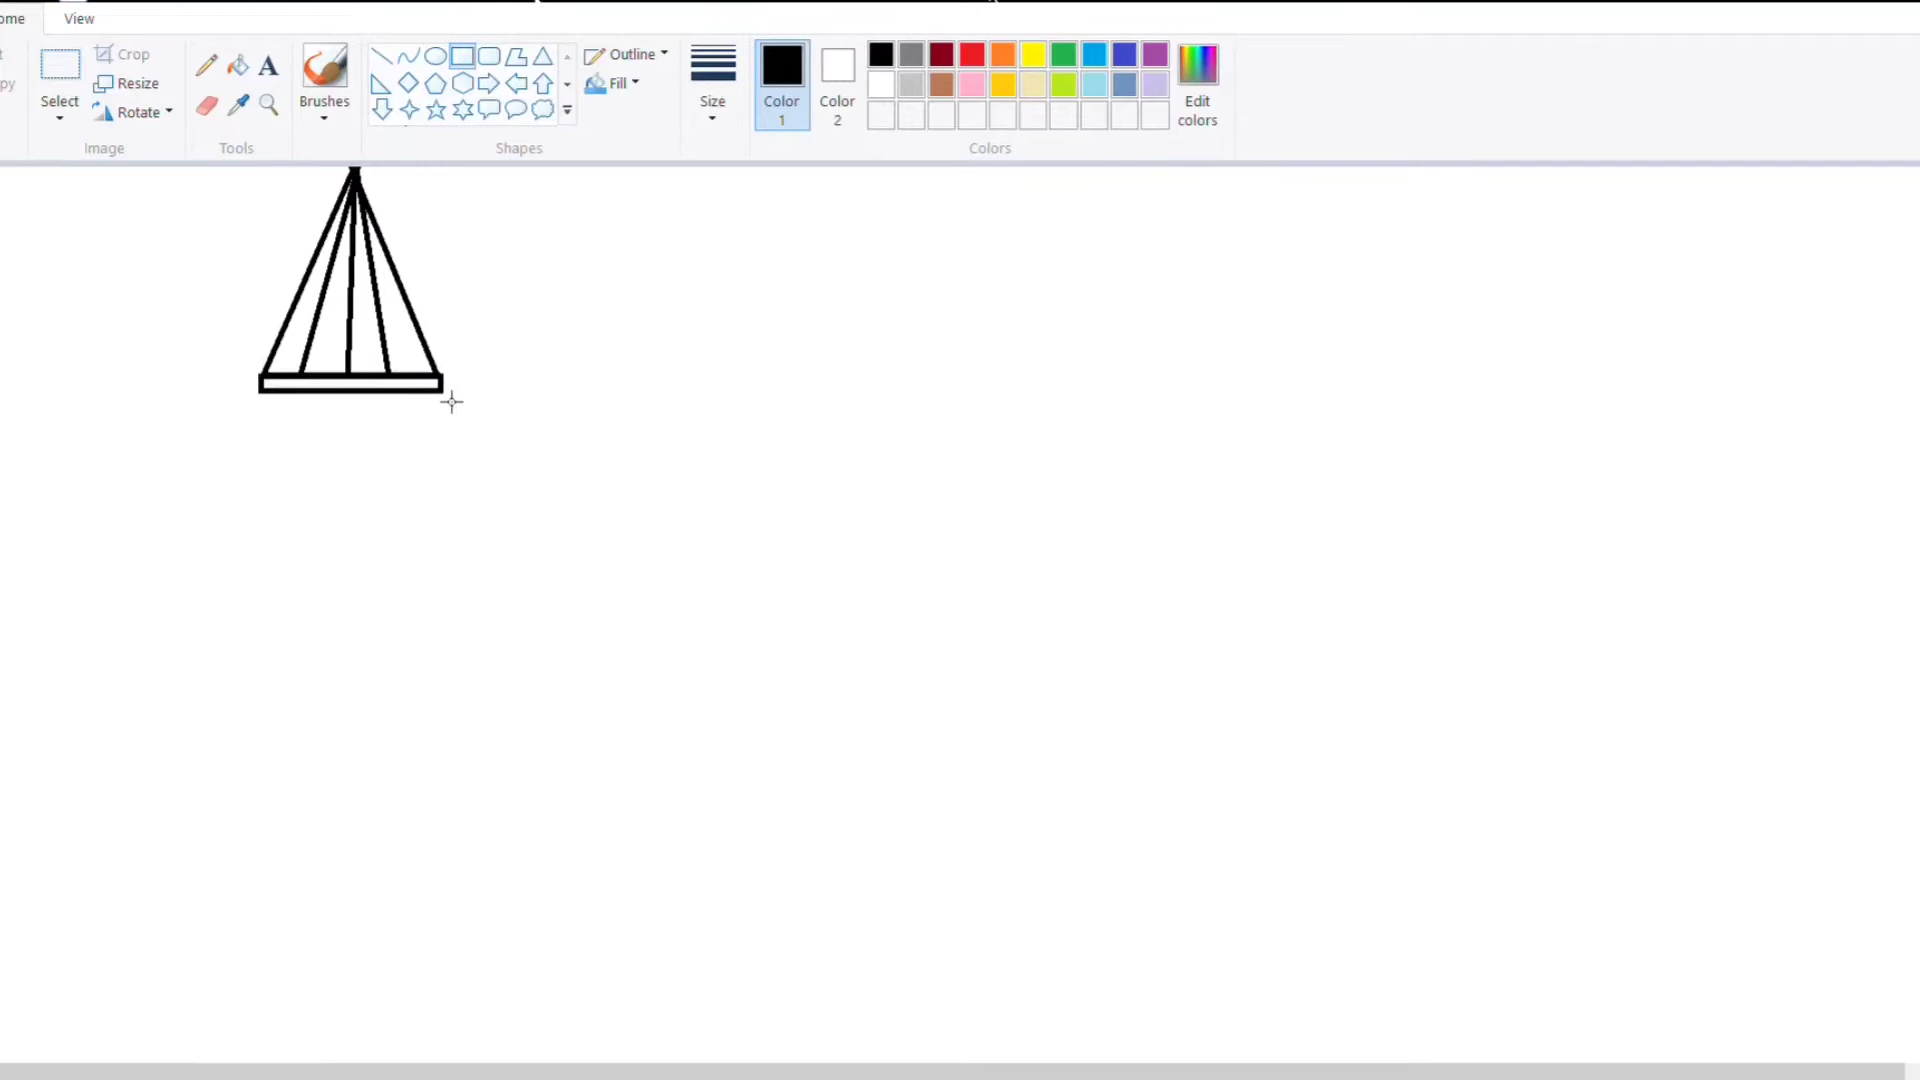 ome View
t
py
Select
Crop
Resize
Rotate
Image
A
Tools
Brushes
Shapes
Outline
Fill
Size
Color
1
Color
2
Edit
colors
Colors